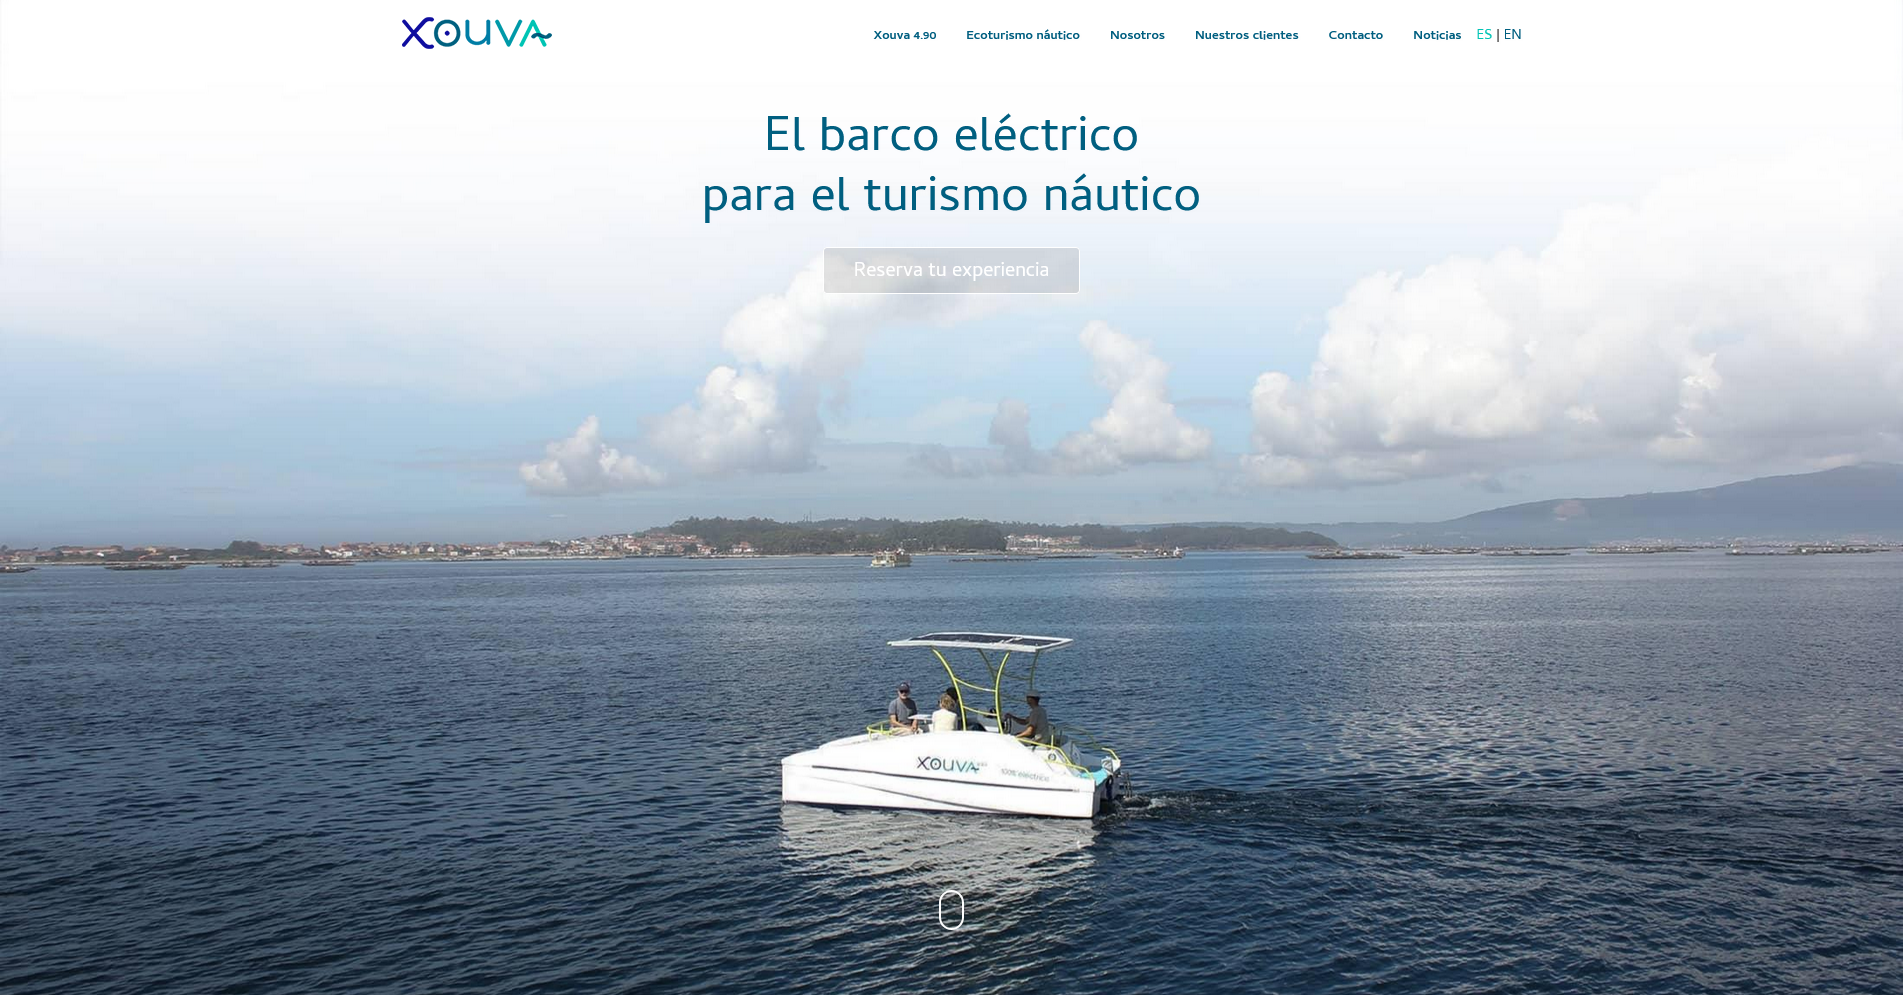 XOUVA
Xouva 4.90
Ecoturismo náutico
Nosotros
Nuestros clientes
Contacto
Noticias
ES | EN
El barco eléctrico
para el turismo náutico
Reserva tu experiencia
XOUVA
100% eléctrico